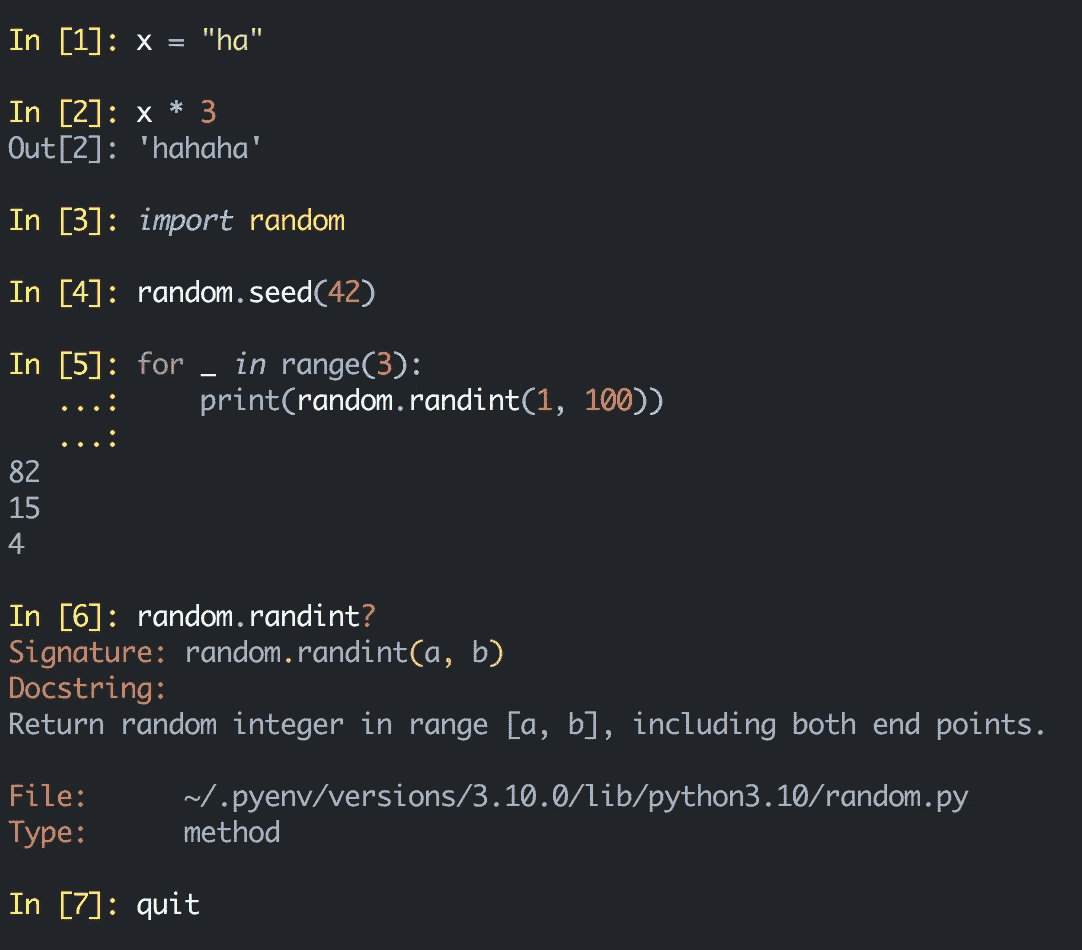 In [1]: x = "ha"
In [2]: x * 3
Out[2]: 'hahaha'
In [3]: import random
In [4]: random.seed(42)
In [5]: for _ in range(3):
   ...:     print(random.randint(1, 100))
   ...:
82
15
4
In [6]: random.randint?
Signature: random.randint(a, b)
Docstring:
Return random integer in range [a, b], including both end points.
File:      ~/.pyenv/versions/3.10.0/lib/python3.10/random.py
Type:      method
In [7]: quit